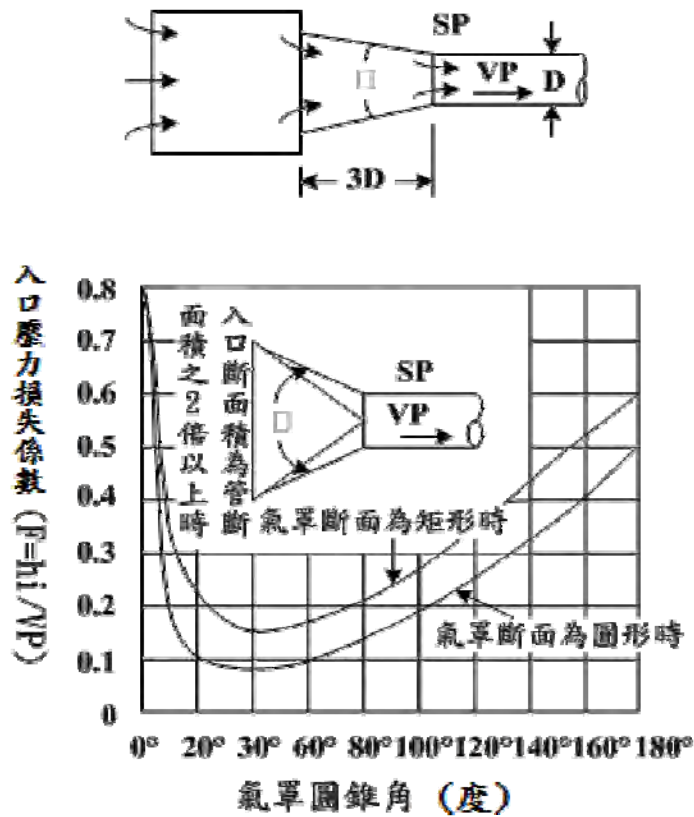 SP
□
VP
D
3D
入口壓力損失係數 (F=hi/VP)
0.8
0.7
0.6
0.5
0.4
0.3
0.2
0.1
0
入口斷面積為管斷
面積之2倍以上時
SP
□
VP
氣罩斷面為矩形時
氣罩斷面為圓形時
0° 20° 30° 60° 80° 100° 120° 140° 160° 180°
氣罩圓錐角 (度)